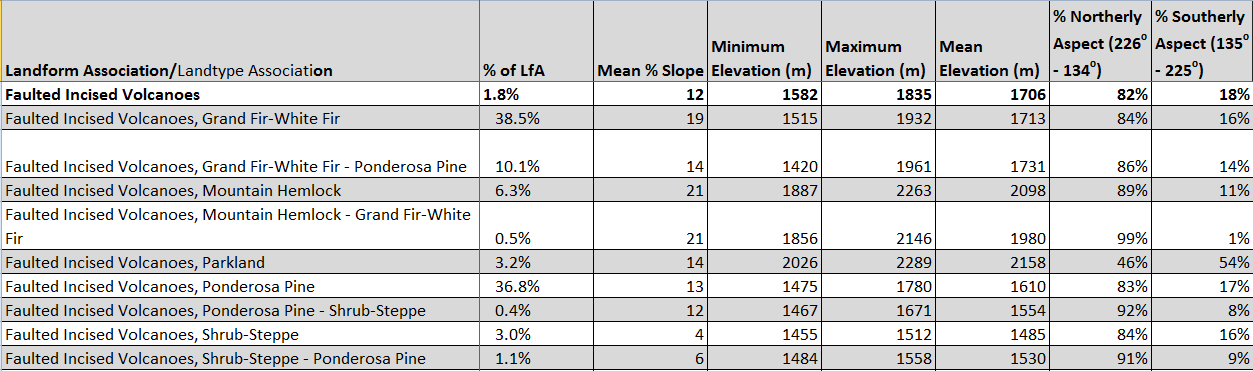 Landform Association/Landtype Association % of LfA Mean % Slope Minimum Elevation (m) Maximum Elevation (m) Mean Elevation (m) % Northerly Aspect (226o - 134o) % Southerly Aspect (135o - 225o)
Faulted Incised Volcanoes 1.8% 12 1582 1835 1706 82% 18%
Faulted Incised Volcanoes, Grand Fir-White Fir 38.5% 19 1515 1932 1713 84% 16%
Faulted Incised Volcanoes, Grand Fir-White Fir - Ponderosa Pine 10.1% 14 1420 1961 1731 86% 14%
Faulted Incised Volcanoes, Mountain Hemlock 6.3% 21 1887 2263 2098 89% 11%
Faulted Incised Volcanoes, Mountain Hemlock - Grand Fir-White
Fir 0.5% 21 1856 2146 1980 99% 1%
Faulted Incised Volcanoes, Parkland 3.2% 14 2026 2289 2158 46% 54%
Faulted Incised Volcanoes, Ponderosa Pine 36.8% 13 1475 1780 1610 83% 17%
Faulted Incised Volcanoes, Ponderosa Pine - Shrub-Steppe 0.4% 12 1467 1671 1554 92% 8%
Faulted Incised Volcanoes, Shrub-Steppe 3.0% 4 1455 1512 1485 84% 16%
Faulted Incised Volcanoes, Shrub-Steppe - Ponderosa Pine 1.1% 6 1484 1558 1530 91% 9%